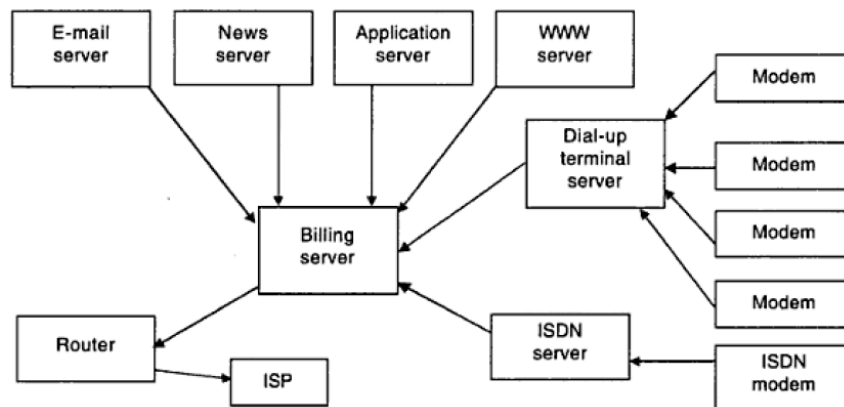 E-mail
server
News
server
Application
server
WWW
server
Modem
Dial-up
terminal
server
Modem
Modem
Billing
server
Modem
Router
ISDN
server
ISP
ISDN
modem